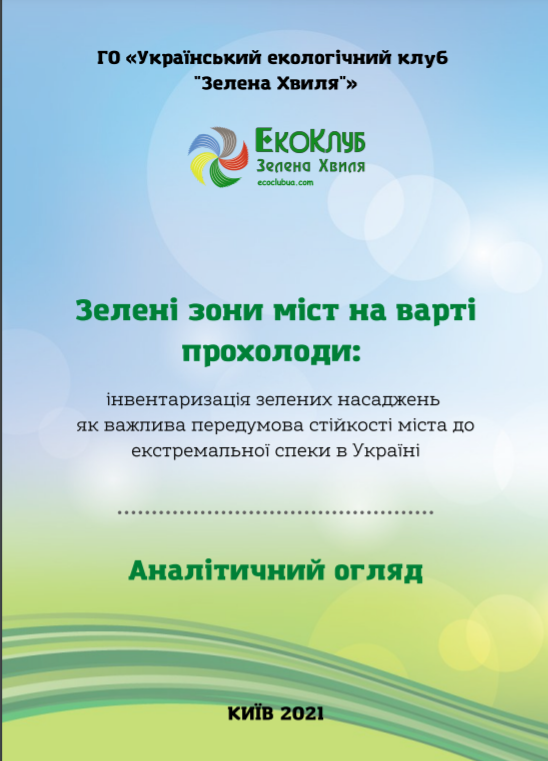 ГО «Український екологічний клуб
"Зелена Хвиля"»
ЕкоКлуб
Зелена Хвиля
ecoclubua.com
Зелені зони міст на варті
прохолоди:
інвентаризація зелених насаджень
як важлива передумова стійкості міста до
екстремальної спеки в Україні
Аналітичний огляд
КИЇВ 2021